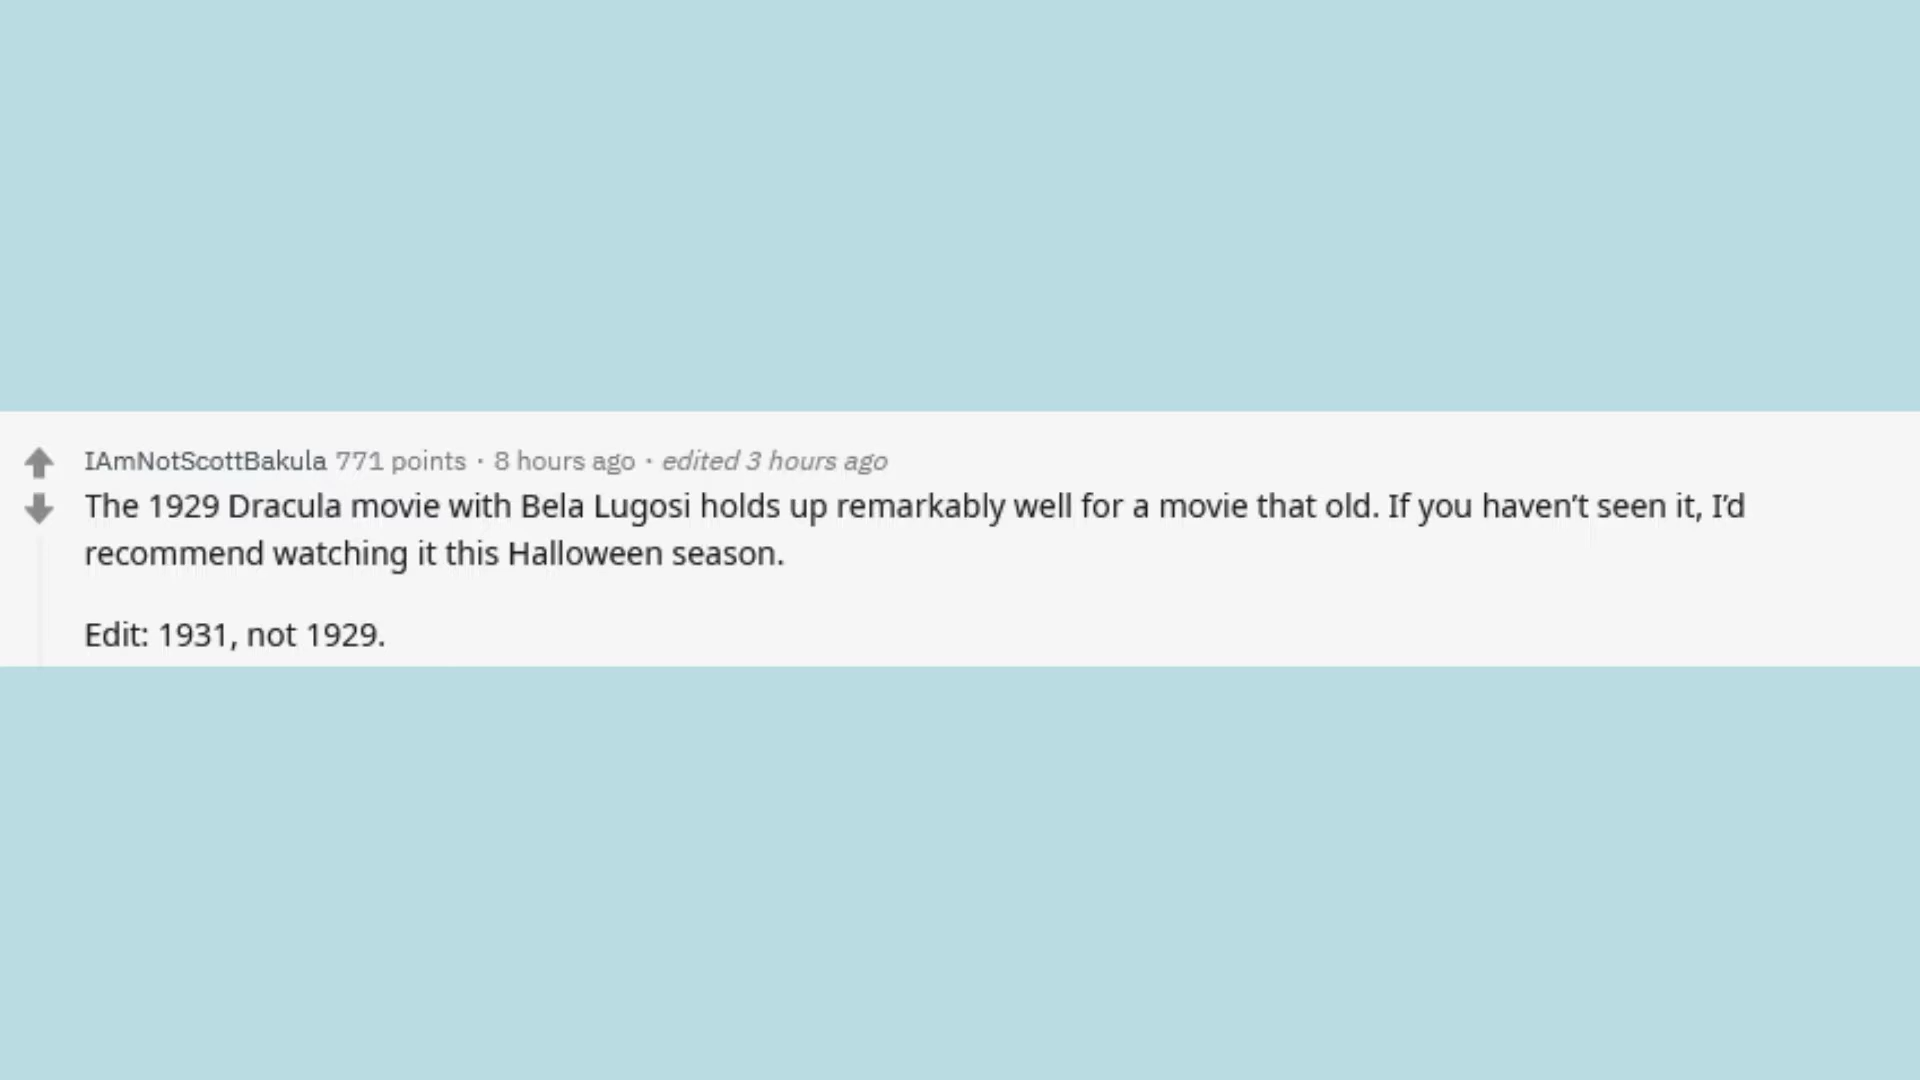 IAmNotScottBakula 771 points · 8 hours ago · edited 3 hours ago
The 1929 Dracula movie with Bela Lugosi holds up remarkably well for a movie that old. If you haven’t seen it, I’d
recommend watching it this Halloween season.
Edit: 1931, not 1929.